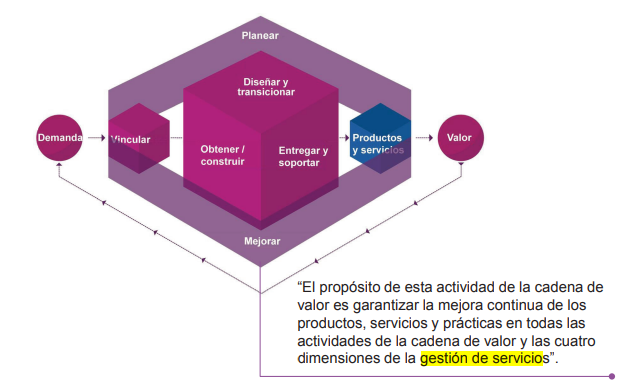 Planear
Diseñar y
transicionar
Demanda
Vincular
Obtener /
construir
Entregar y
soportar
Productos
y servicios
Valor
Mejorar
“El propósito de esta actividad de la cadena de
valor es garantizar la mejora continua de los
productos, servicios y prácticas en todas las
actividades de la cadena de valor y las cuatro
dimensiones de la gestión de servicios”.